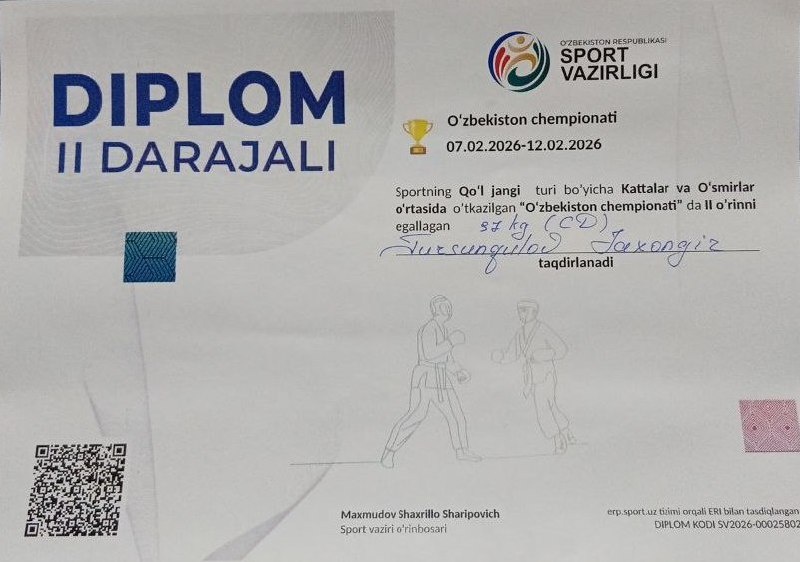 DIPLOM
II DARAJALI
O‘ZBEKISTON RESPUBLIKASI
SPORT
VAZIRLIGI
O‘zbekiston chempionati
07.02.2026-12.02.2026
Sportning Qo‘l jangi turi bo‘yicha Kattalar va O‘smirlar
o‘rtasida o‘tkazilgan “O‘zbekiston chempionati” da II o‘rinni
egallagan kg (CD)
Tursunqulov Jaxongir
taqdirlanadi
Maxmudov Shaxrillo Sharipovich
Sport vaziri o‘rinbosari
erp.sport.uz tizimi orqali ERI bilan tasdiqlangan
DIPLOM KODI SV2026-00025802